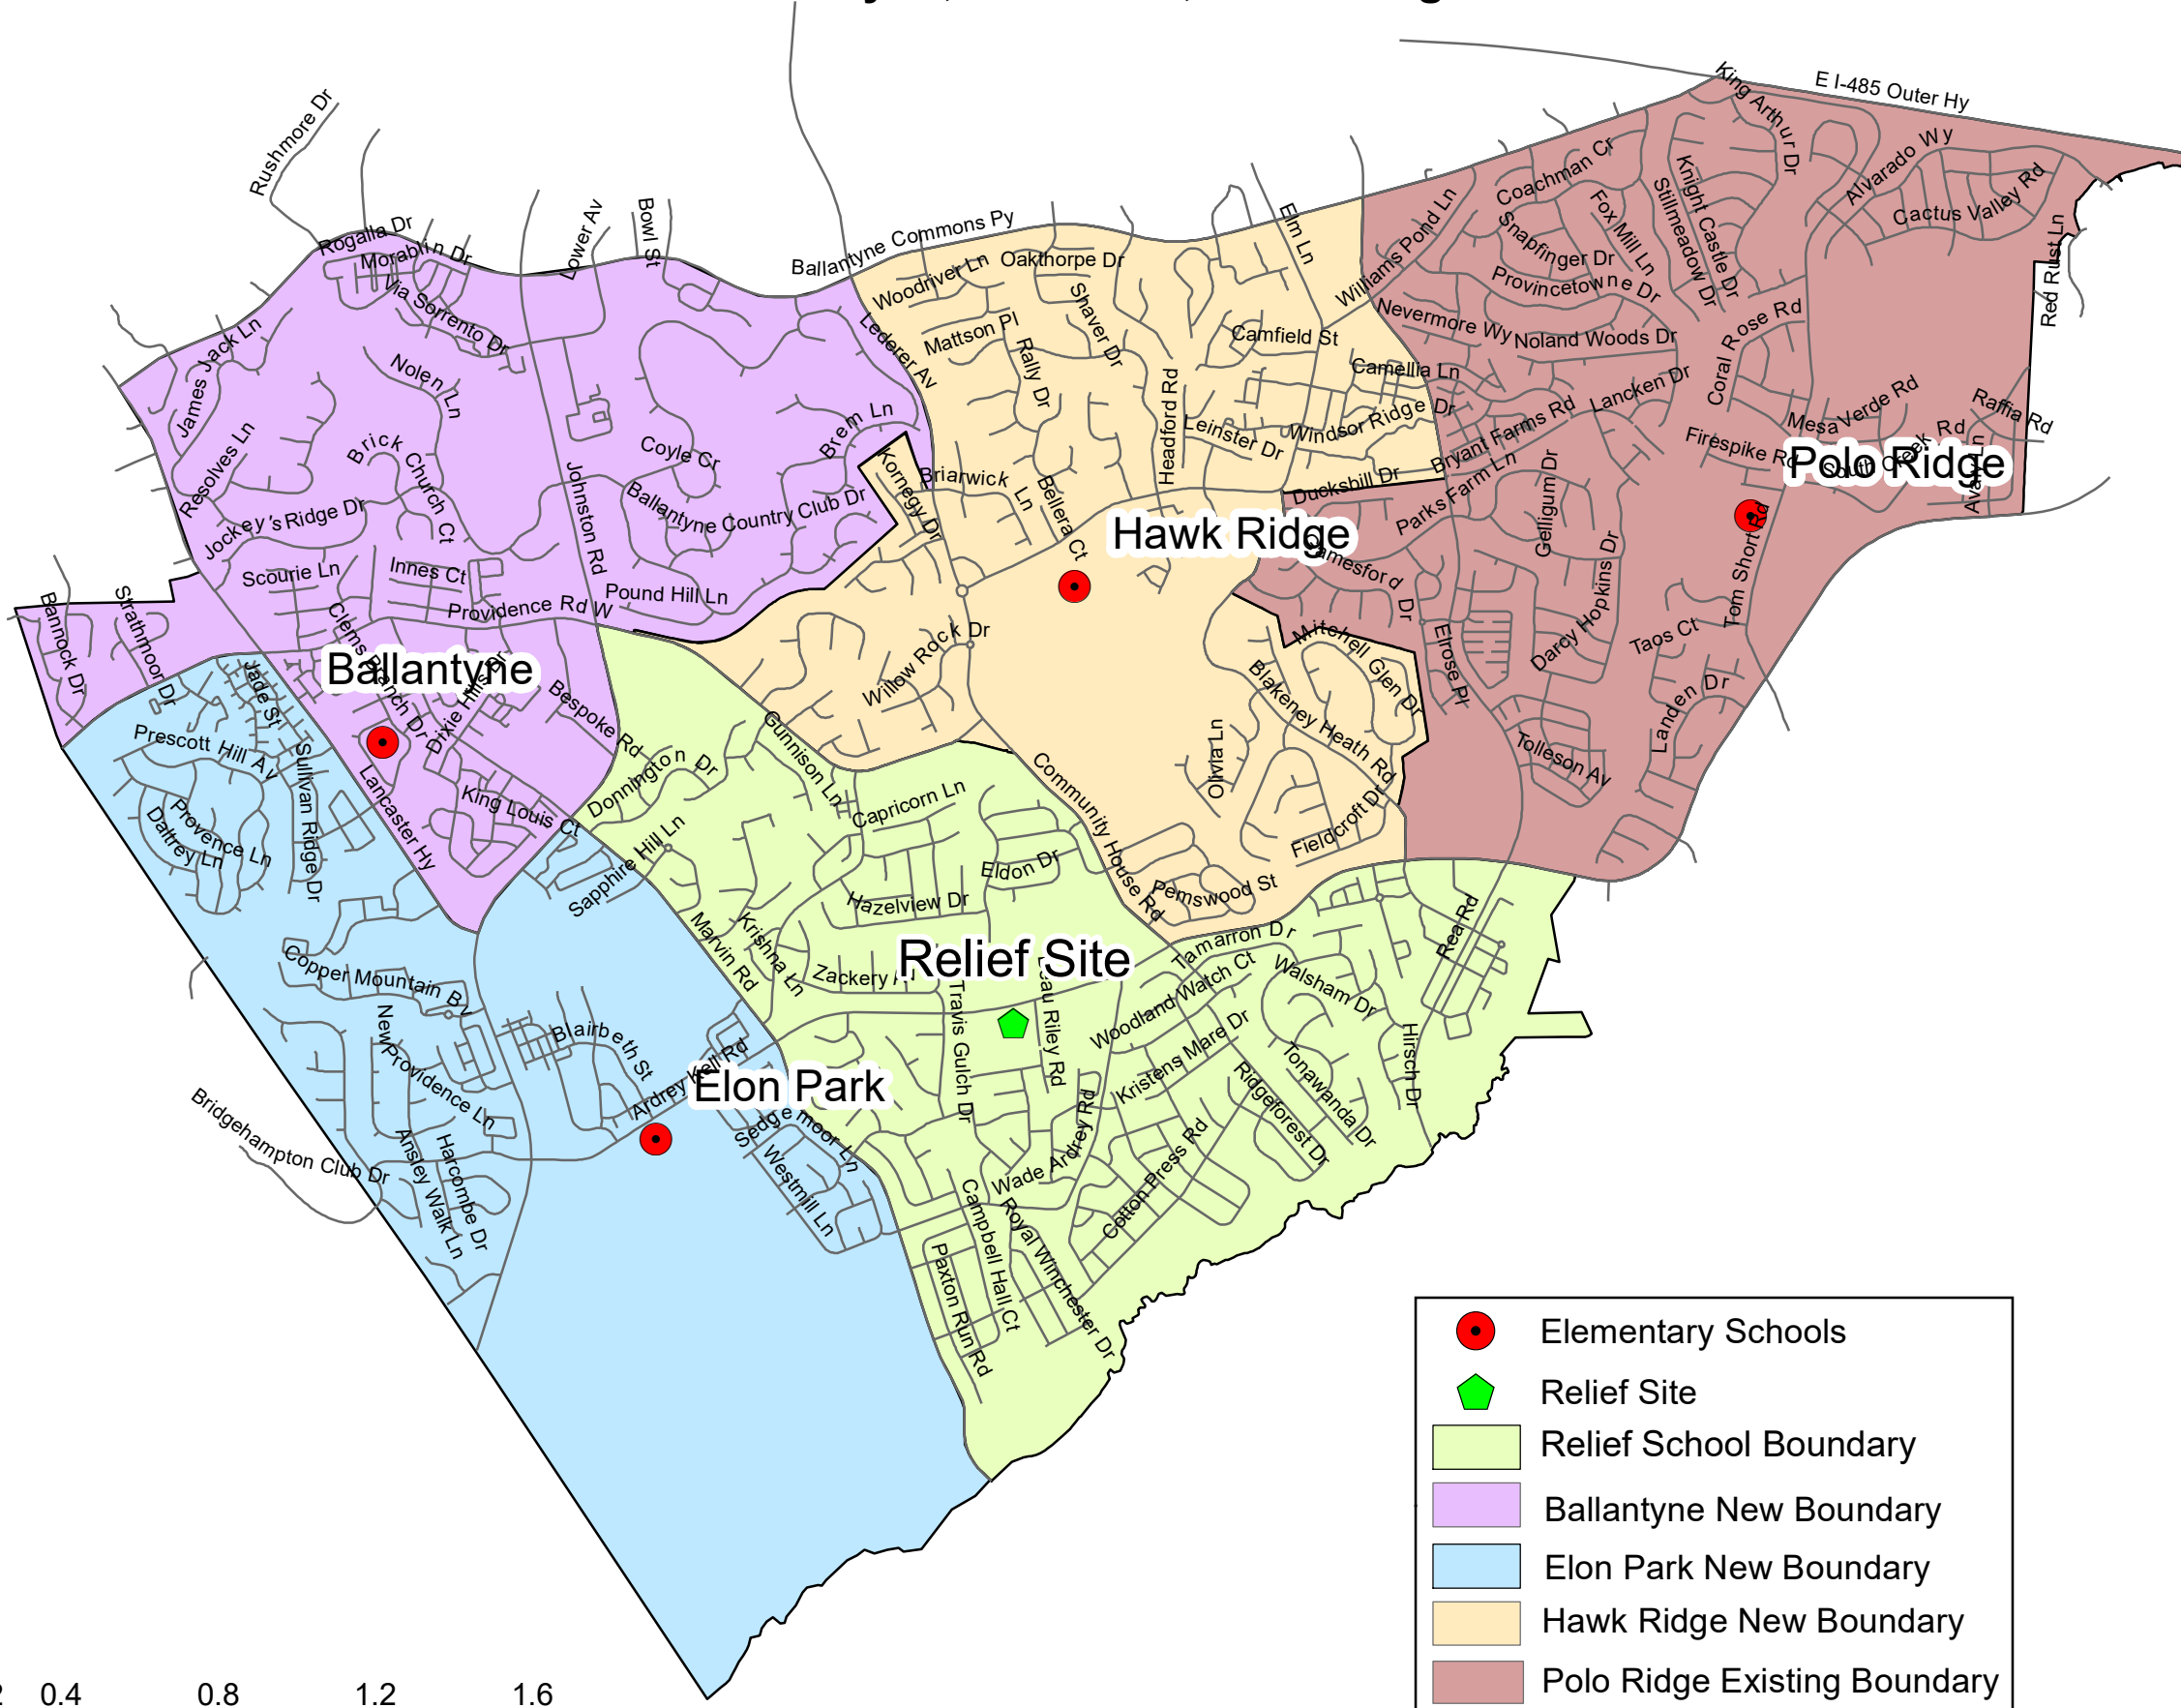 E I-485 Outer Hy
King Arthur Dr
Rushmore Dr
Alvarado Wy
Coachman Cr
Knight Castle Dr
Stillmeadow Dr
Fox Mill Ln
Cactus Valley Rd
Red Rust Ln
Lower Av
Bowl St
Elm Ln
Rogalla Dr
Morablin Dr
Ballantyne Commons Py
Williams Pond Ln
Snapfinger Dr
Woodriver Ln
Oakthorpe Dr
Provincetowne Dr
Via Sorrento Dr
Shaver Dr
Nevermore Wy
Noland Woods Dr
Coral Rose Rd
James Jack Ln
Lederer Av
Mattson Pl
Camfield St
Nolen Ln
Rally Dr
Camellia Ln
Lancken Dr
Headford Rd
Mesa Verde Rd
Raffia Rd
Brem Ln
Leinster Dr
Windsor Ridge Dr
Bryant Farms Rd
Firespike Rd
South Creek Rd
Polo Ridge
Avary Ln
Resolves Ln
Brick Church Ct
Coyle Cr
Johnston Rd
Kornegy Dr
Briarwick Ln
Bellera Ct
Ducksbill Dr
Parks Farm Ln
Gelligum Dr
Jockey's Ridge Dr
Ballantyne Country Club Dr
Hawk Ridge
Jamesford Dr
Tom Short Rd
Scourie Ln
Innes Ct
Providence Rd W
Pound Hill Ln
Bannock Dr
Strathmoor Dr
Clems Branch Dr
Willow Rock Dr
Mitchell Glen Dr
Elrose Pl
Darcy Hopkins Dr
Taos Ct
Ballantyne
Jade St
Dixie Hills Dr
Bespoke Rd
Blakeney Heath Rd
Landen Dr
Prescott Hill Av
Sullivan Ridge Dr
Lancaster Hy
Donnington Dr
Gunnison Ln
Community House Rd
Olivia Ln
Tolleson Av
King Louis Ct
Capricorn Ln
Fieldcroft Dr
Provence Ln
Daltrey Ln
Sapphire Hill Ln
Eldon Dr
Pemswood St
Hazelview Dr
Marvin Rd
Krishna Ln
Relief Site
Tamarron Dr
Rea Rd
Copper Mountain Bv
Zackery
Woodland Watch Ct
Walsham Dr
New Providence Ln
Blairbeth St
Travis Gulch Dr
Riley Rd
Kristens Mare Dr
Tonawanda Dr
Hirsch Dr
Ardrey Kell Rd
Elon Park
Ridgeforest Dr
Bridgehampton Club Dr
Sedgemoor Ln
Ansley Walk Ln
Harcombe Dr
Westmill Ln
Wade Ardrey Rd
Cotton Press Rd
Campbell Hall Ct
Royal Winchester Dr
Paxton Run Rd
Elementary Schools
Relief Site
Relief School Boundary
Ballantyne New Boundary
Elon Park New Boundary
Hawk Ridge New Boundary
Polo Ridge Existing Boundary
0.4 0.8 1.2 1.6